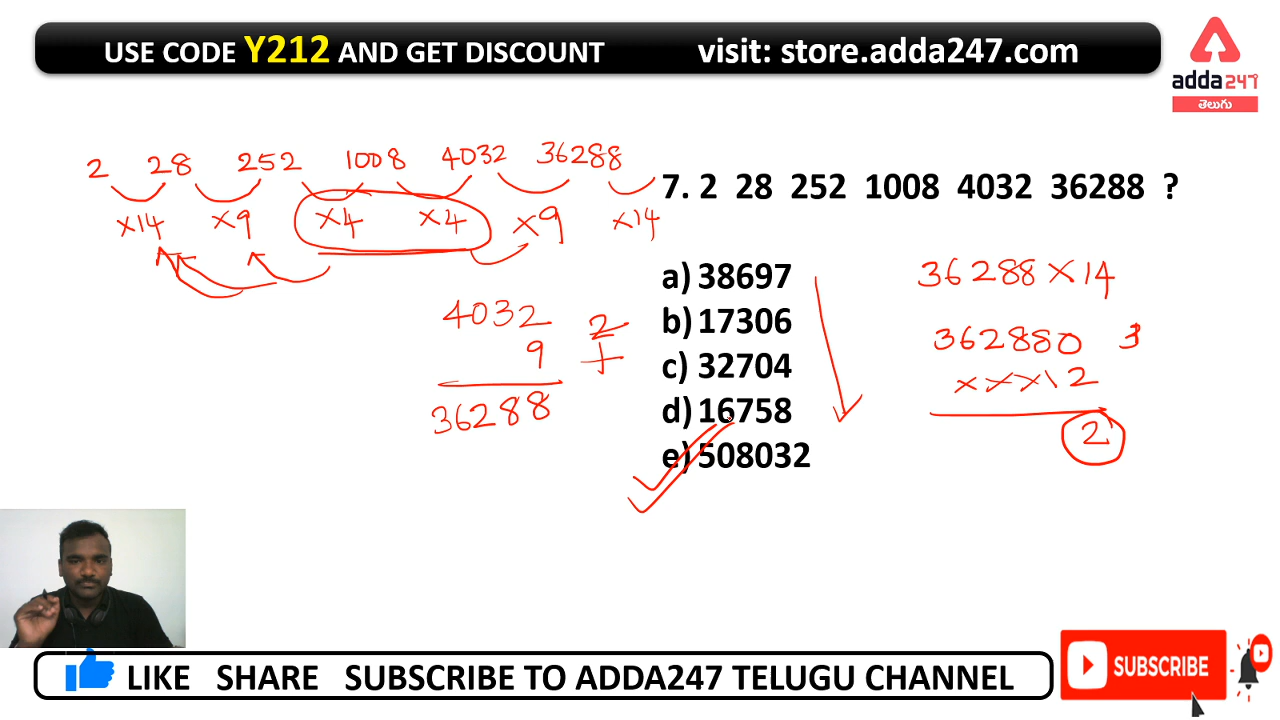 USE CODE Y212 AND GET DISCOUNT visit: store.adda247.com
adda247
తెలుగు
2 28 252 1008 4032 36288
×14 ×9 ×4 ×4 ×9 ×14
7. 2 28 252 1008 4032 36288 ?
a) 38697
b) 17306
c) 32704
d) 16758
e) 508032
4032
9
36288
2
36288×14
362880
×××12
2
LIKE SHARE SUBSCRIBE TO ADDA247 TELUGU CHANNEL
SUBSCRIBE